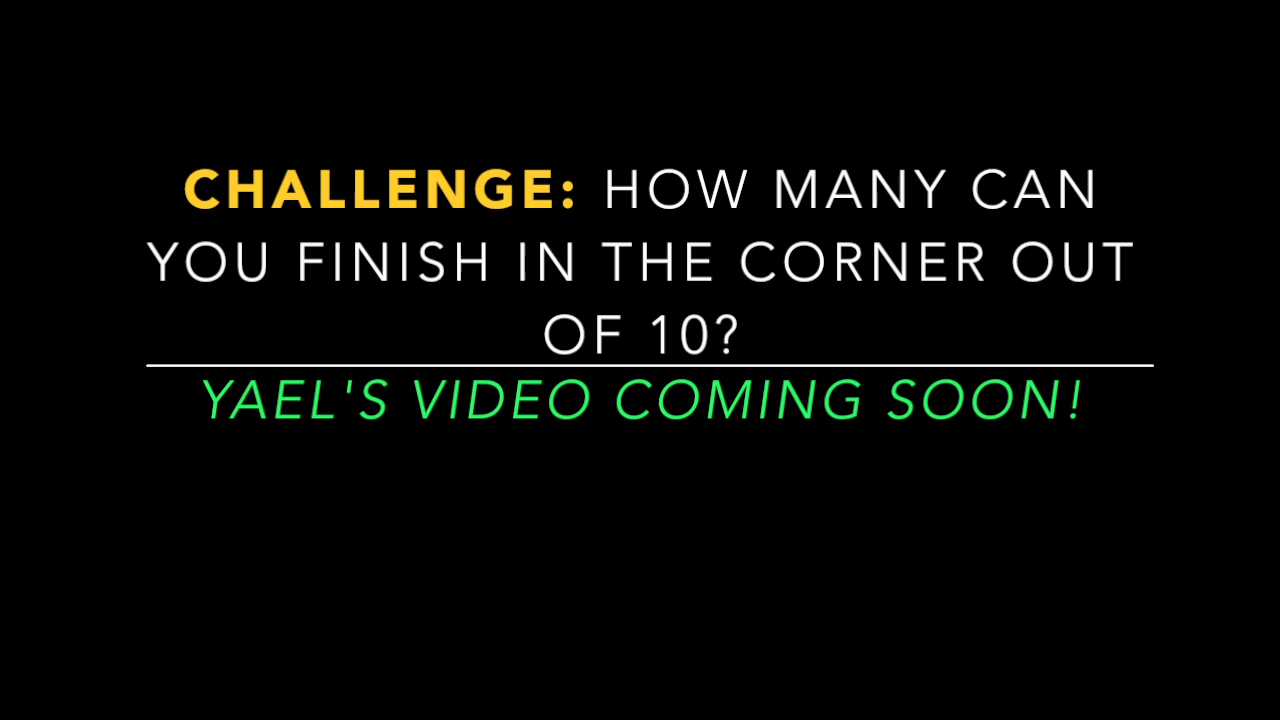 CHALLENGE: HOW MANY CAN
YOU FINISH IN THE CORNER OUT
OF 10?
YAEL'S VIDEO COMING SOON!